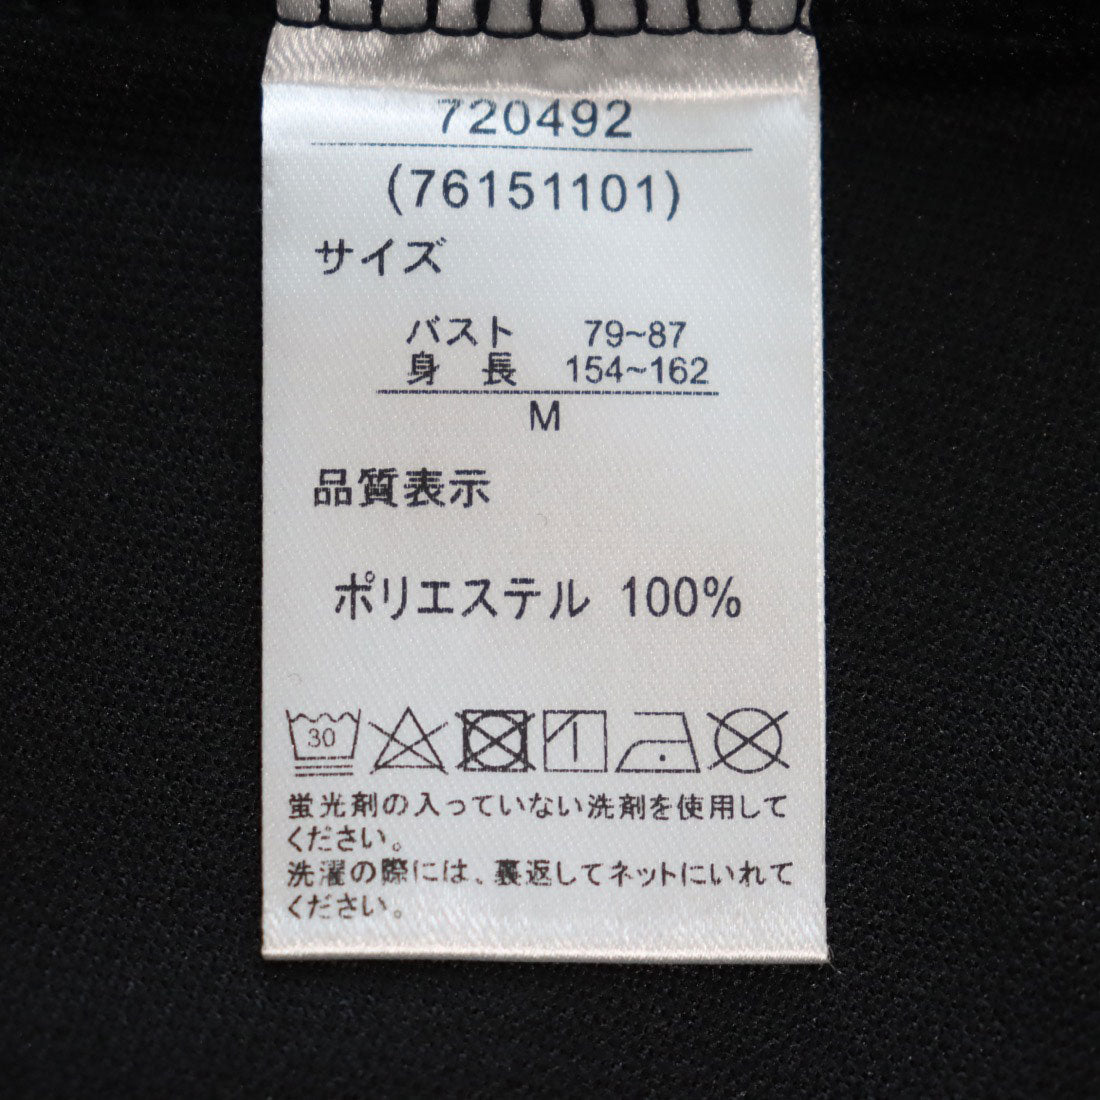 720492
(76151101)
サイズ
バスト 79~87
身長 154~162
M
品質表示
ポリエステル 100%
30
蛍光剤の入っていない洗剤を使用して
ください。
洗濯の際には、裏返してネットにいれて
ください。